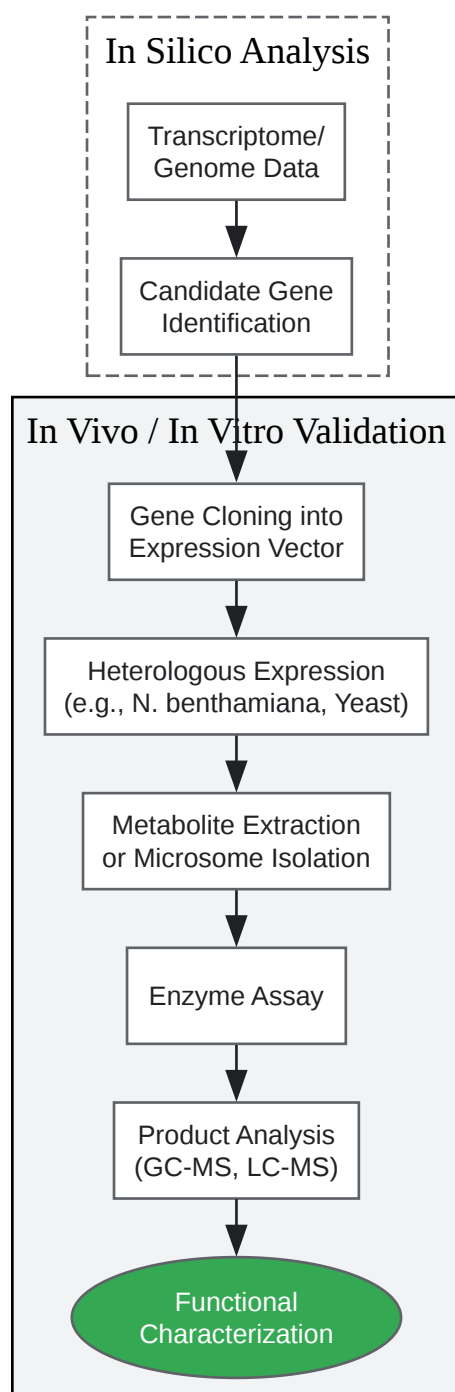 In Silico Analysis
Transcriptome/
Genome Data
Candidate Gene
Identification
In Vivo / In Vitro Validation
Gene Cloning into
Expression Vector
Heterologous Expression
(e.g., N. benthamiana, Yeast)
Metabolite Extraction
or Microsome Isolation
Enzyme Assay
Product Analysis
(GC-MS, LC-MS)
Functional
Characterization